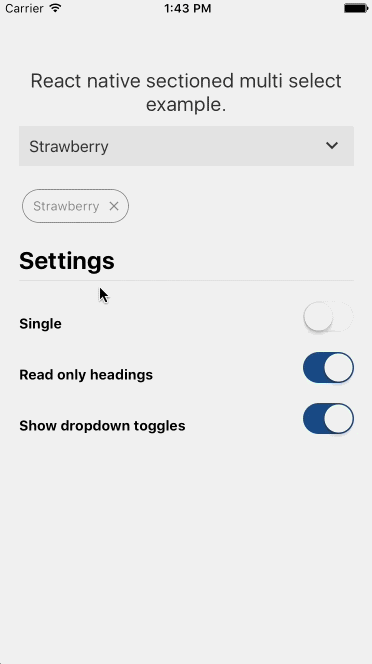 Carrier 1:43 PM
React native sectioned multi select
example.
Strawberry
Strawberry
Settings
Single
Read only headings
Show dropdown toggles